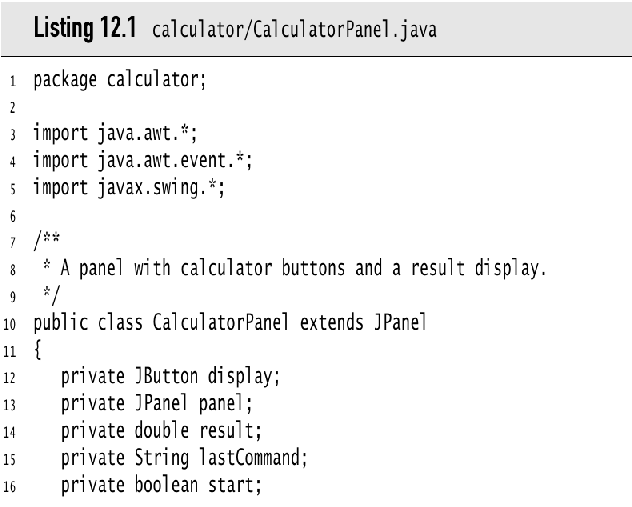 Listing 12.1 calculator/CalculatorPanel.java
1 package calculator;
2
3 import java.awt.*;
4 import java.awt.event.*;
5 import javax.swing.*;
6
7 /**
8  * A panel with calculator buttons and a result display.
9  */
10 public class CalculatorPanel extends JPanel
11 {
12    private JButton display;
13    private JPanel panel;
14    private double result;
15    private String lastCommand;
16    private boolean start;